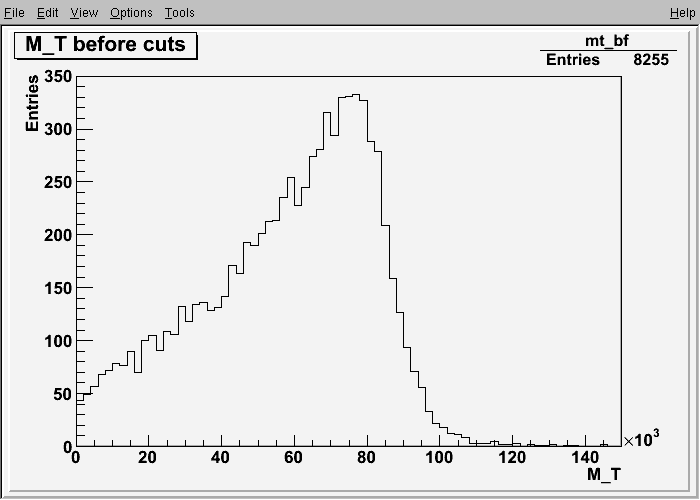 File Edit View Options Tools Help
M_T before cuts
mt_bf
Entries 8255
Entries
350
300
250
200
150
100
50
0
0 20 40 60 80 100 120 140
×10³
M_T